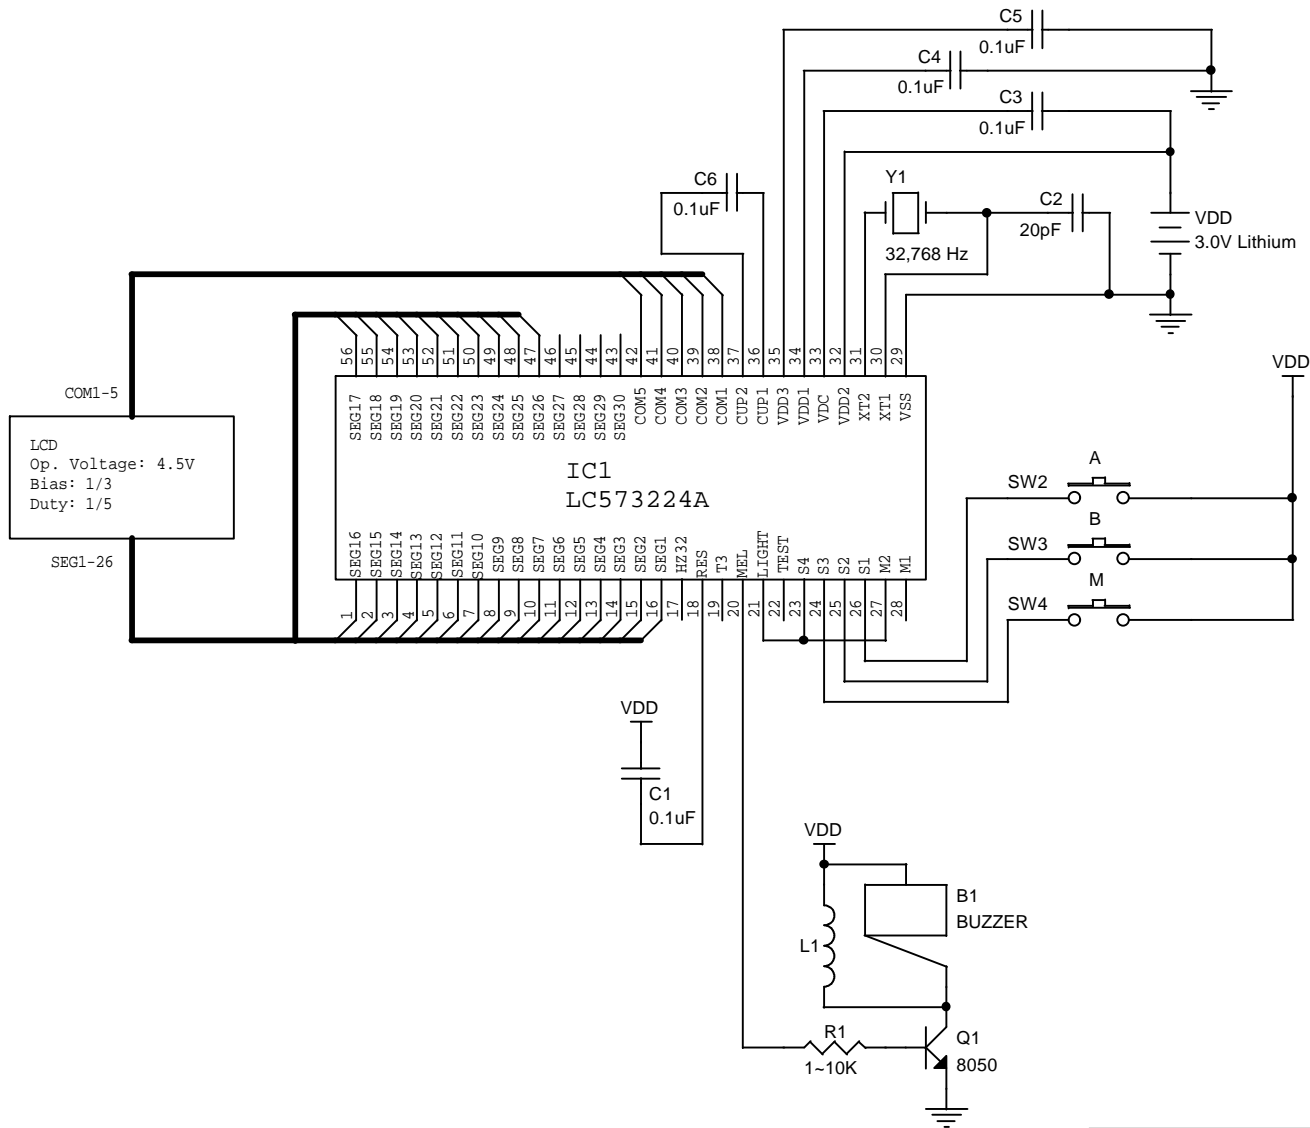 C5
0.1uF
C4
0.1uF
C3
0.1uF
C6
0.1uF
Y1
32,768 Hz
C2
20pF
VDD
3.0V Lithium
56 55 54 53 52 51 50 49 48 47 46 45 44 43 42 41 40 39 38 37 36 35 34 33 32 31 30 29
SEG17 SEG18 SEG19 SEG20 SEG21 SEG22 SEG23 SEG24 SEG25 SEG26 SEG27 SEG28 SEG29 SEG30 COM5 COM4 COM3 COM2 COM1 CUP2 CUP1 VDD3 VDD1 VDC VDD2 XT2 XT1 VSS
VDD
COM1-5
LCD
Op. Voltage: 4.5V
Bias: 1/3
Duty: 1/5
SEG1-26
IC1
LC573224A
A
SW2
B
SW3
M
SW4
SEG16 SEG15 SEG14 SEG13 SEG12 SEG11 SEG10 SEG9 SEG8 SEG7 SEG6 SEG5 SEG4 SEG3 SEG2 SEG1 HZ32 RES T3 MEL LIGHT TEST S4 S3 S2 S1 M2 M1
1 2 3 4 5 6 7 8 9 10 11 12 13 14 15 16 17 18 19 20 21 22 23 24 25 26 27 28
VDD
C1
0.1uF
VDD
B1
BUZZER
L1
R1
1~10K
Q1
8050